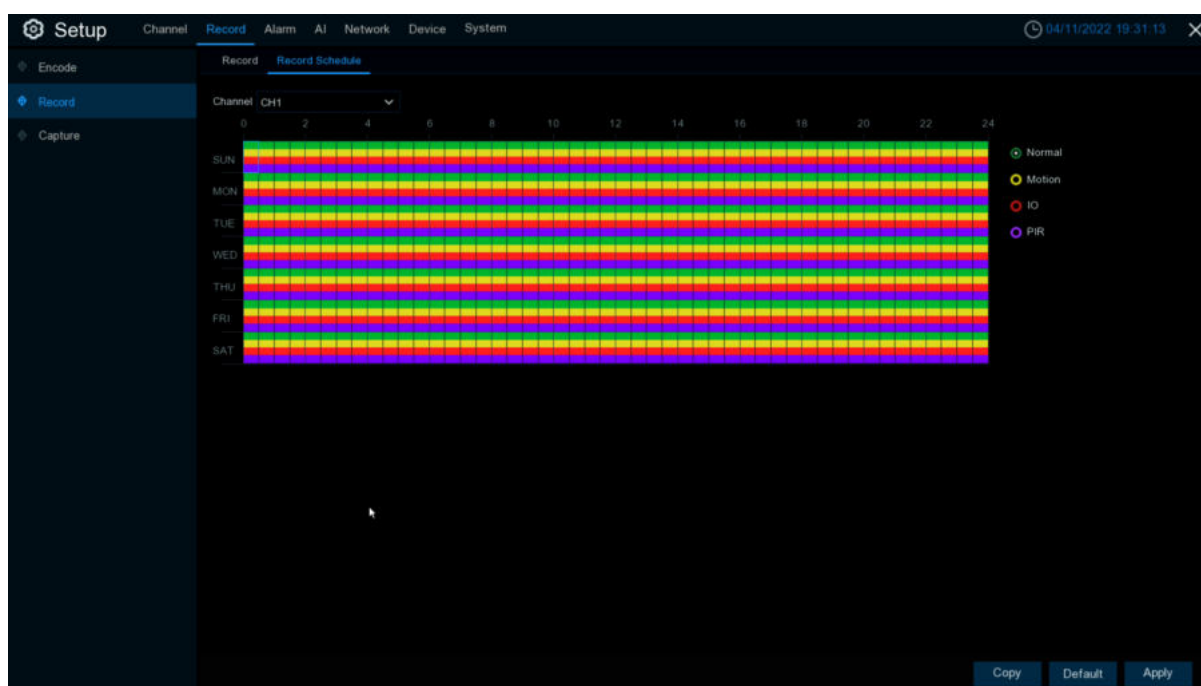 Setup Channel Record Alarm AI Network Device System 04/11/2022 19:31:13
Encode
Record
Capture
Record Record Schedule
Channel CH1
0 2 4 6 8 10 12 14 16 18 20 22 24
SUN
MON
TUE
WED
THU
FRI
SAT
Normal
Motion
IO
PIR
Copy Default Apply